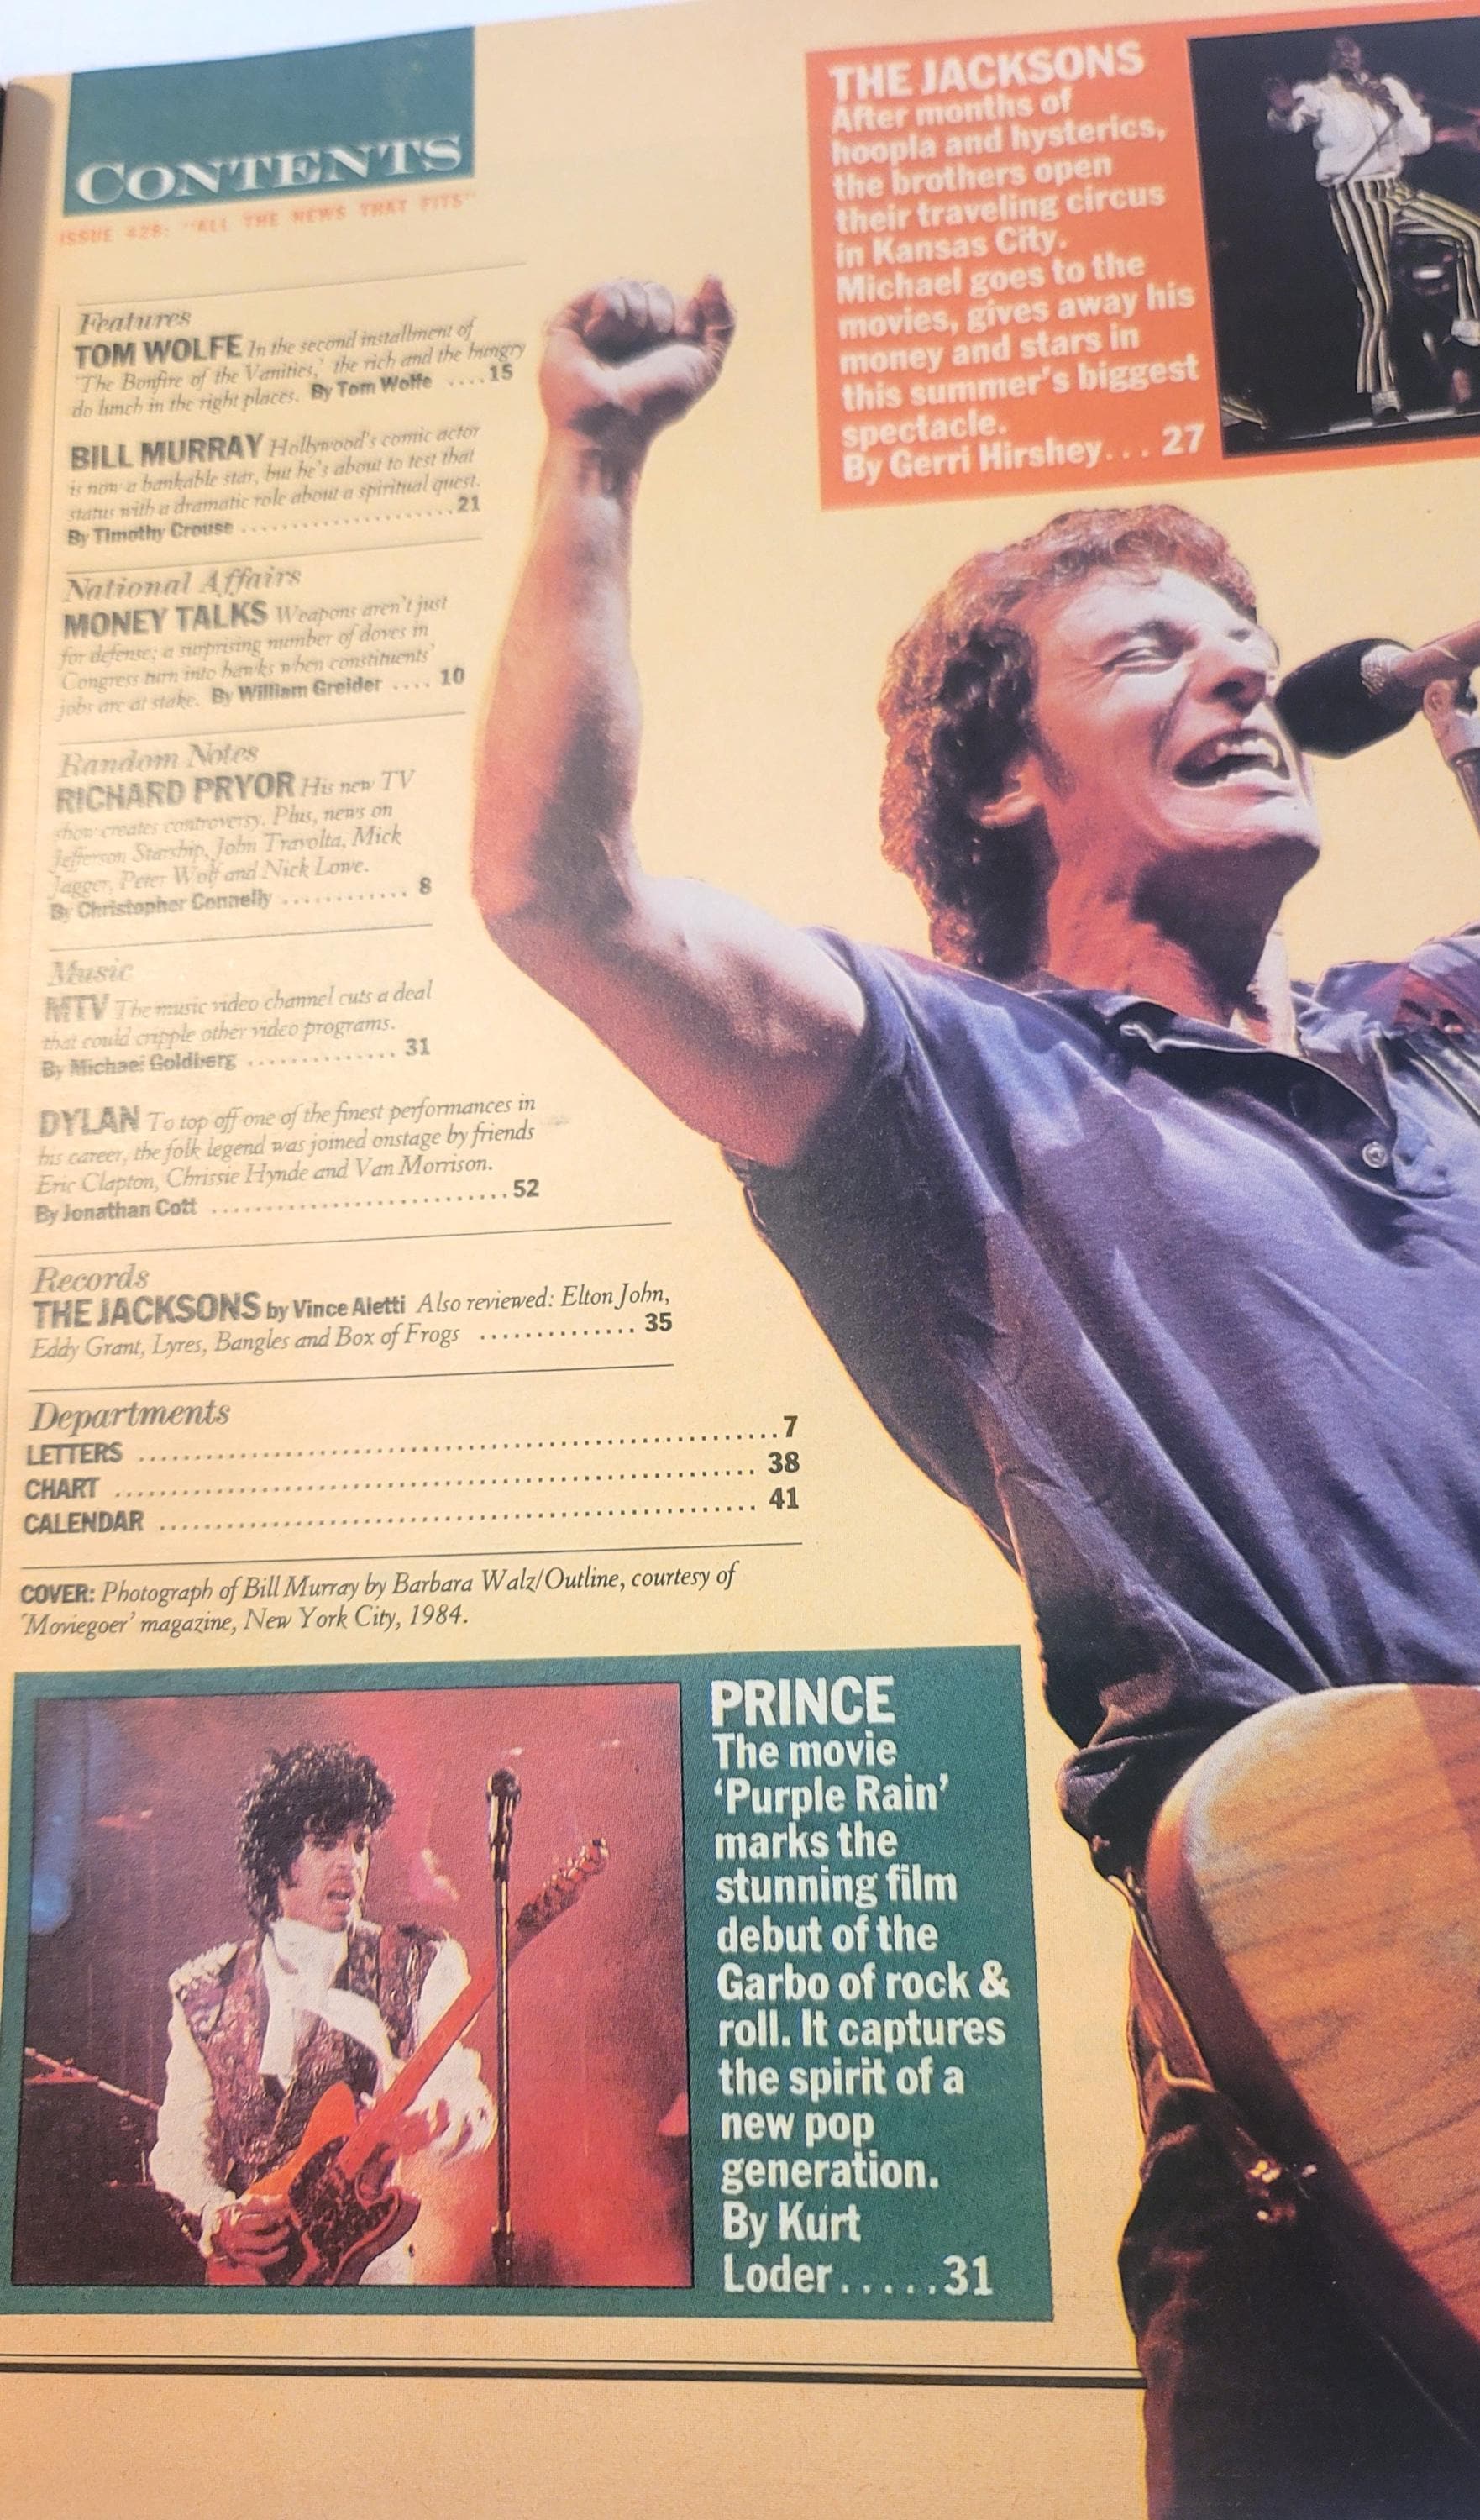 CONTENTS
ISSUE 428: "ALL THE NEWS THAT FITS"
Features
TOM WOLFE In the second installment of
'The Bonfire of the Vanities,' the rich and the hungry
do lunch in the right places. By Tom Wolfe ....15
BILL MURRAY Hollywood's comic actor
is now a bankable star, but he's about to test that
status with a dramatic role about a spiritual quest.
By Timothy Crouse .....................21
National Affairs
MONEY TALKS Weapons aren't just
for defense; a surprising number of doves in
Congress turn into hawks when constituents'
jobs are at stake. By William Greider .... 10
Random Notes
RICHARD PRYOR His new TV
show creates controversy. Plus, news on
Jefferson Starship, John Travolta, Mick
Jagger, Peter Wolf and Nick Lowe.
By Christopher Connelly ............ 8
Music
MTV The music video channel cuts a deal
that could cripple other video programs.
By Michael Goldberg .............. 31
DYLAN To top off one of the finest performances in
his career, the folk legend was joined onstage by friends
Eric Clapton, Chrissie Hynde and Van Morrison.
By Jonathan Cott ............................52
Records
THE JACKSONS by Vince Aletti Also reviewed: Elton John,
Eddy Grant, Lyres, Bangles and Box of Frogs .............. 35
Departments
LETTERS ..........................................................7
CHART .......................................................... 38
CALENDAR ..................................................... 41
COVER: Photograph of Bill Murray by Barbara Walz/Outline, courtesy of
'Moviegoer' magazine, New York City, 1984.
THE JACKSONS
After months of
hoopla and hysterics,
the brothers open
their traveling circus
in Kansas City.
Michael goes to the
movies, gives away his
money and stars in
this summer's biggest
spectacle.
By Gerri Hirshey... 27
PRINCE
The movie
'Purple Rain'
marks the
stunning film
debut of the
Garbo of rock &
roll. It captures
the spirit of a
new pop
generation.
By Kurt
Loder.....31